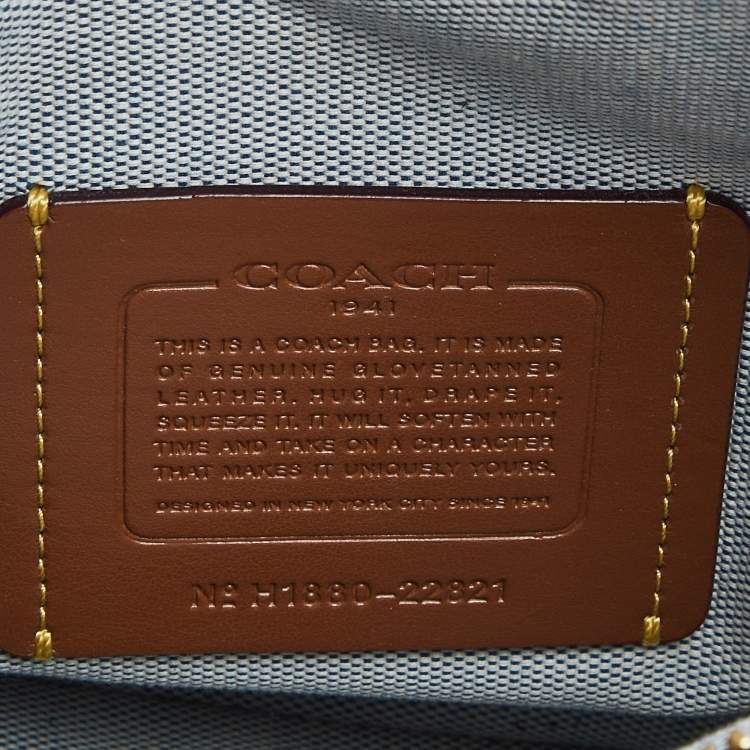 COACH
1941
THIS IS A COACH BAG. IT IS MADE
OF GENUINE GLOVETANNED
LEATHER. HUG IT, DRAPE IT,
SQUEEZE IT, IT WILL SOFTEN WITH
TIME AND TAKE ON A CHARACTER
THAT MAKES IT UNIQUELY YOURS.
DESIGNED IN NEW YORK CITY SINCE 1941
Nº H1880-22821